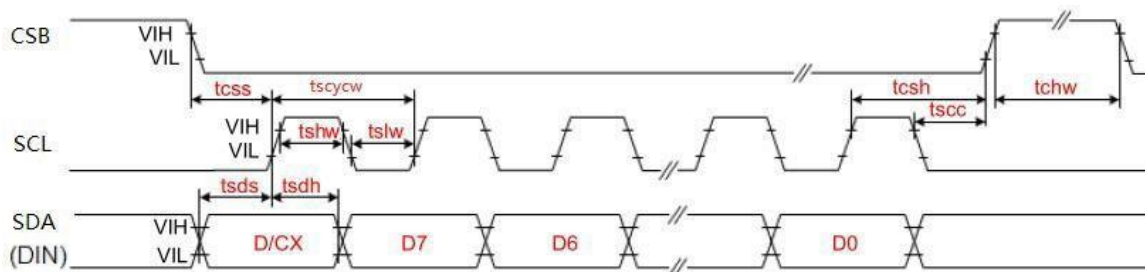 CSB
VIH
VIL
tcss
tscycw
tcsh
tchw
tscc
SCL
VIH
VIL
tshw
tslw
tsds
tsdh
SDA
(DIN)
VIH
VIL
D/CX
D7
D6
D0